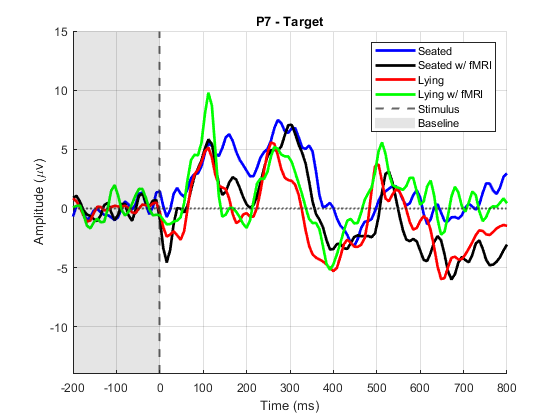 P7 - Target
15
10
5
0
-5
-10
-200 -100 0 100 200 300 400 500 600 700 800
Time (ms)
Amplitude (μv)
Seated
Seated w/ fMRI
Lying
Lying w/ fMRI
Stimulus
Baseline